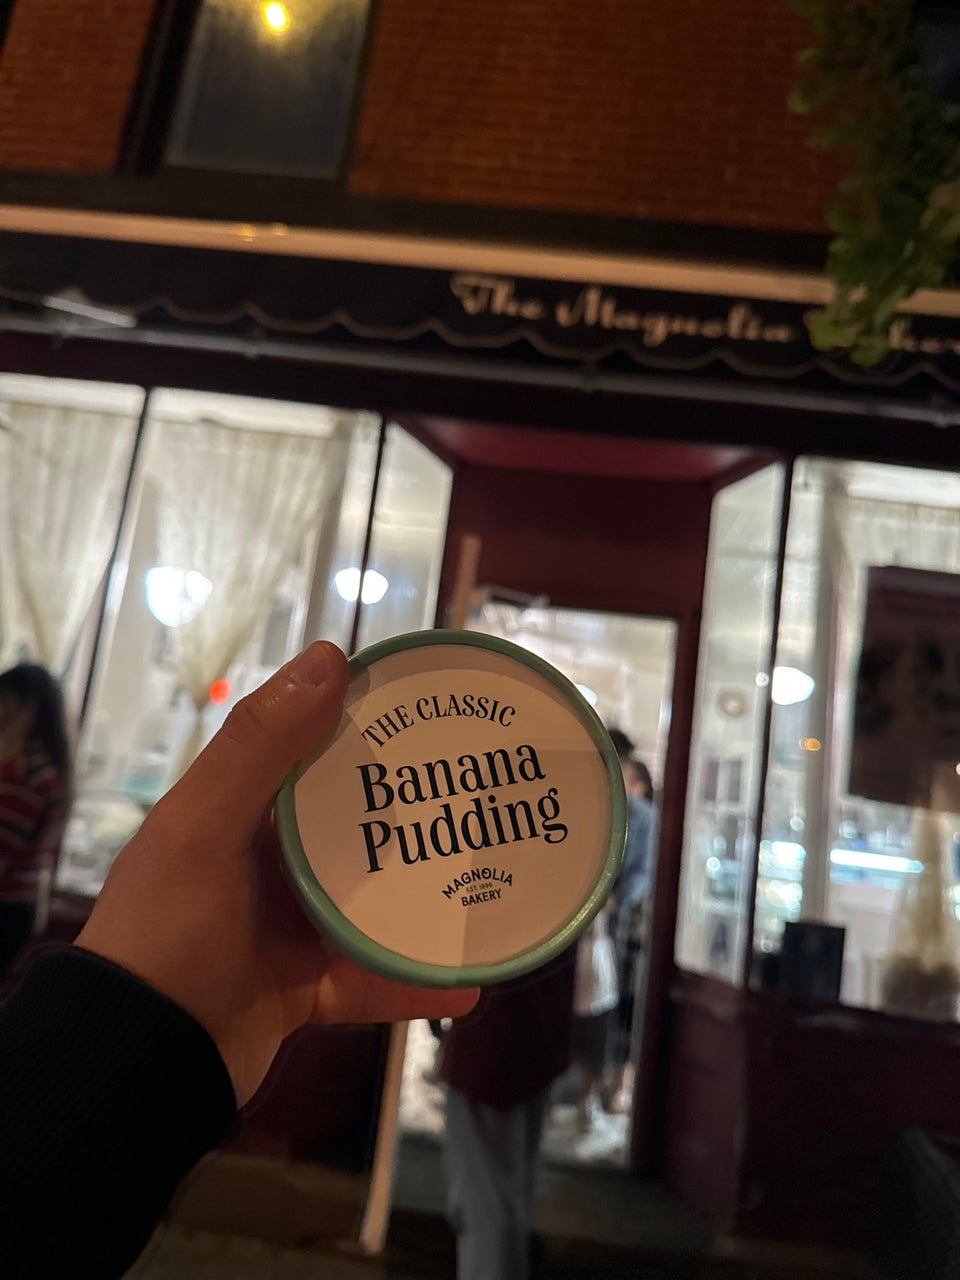 The Magnolia
THE CLASSIC
Banana
Pudding
MAGNOLIA
EST. 1996
BAKERY